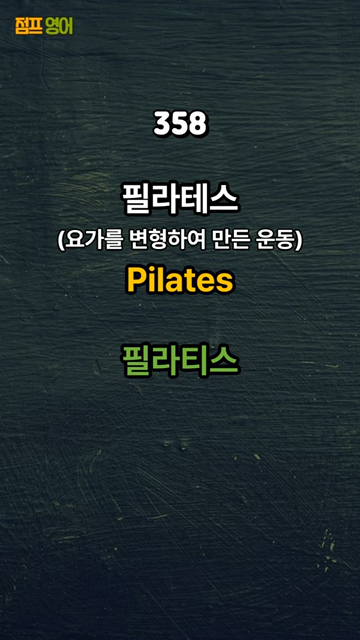 점프 영어
358
필라테스
(요가를 변형하여 만든 운동)
Pilates
필라티스